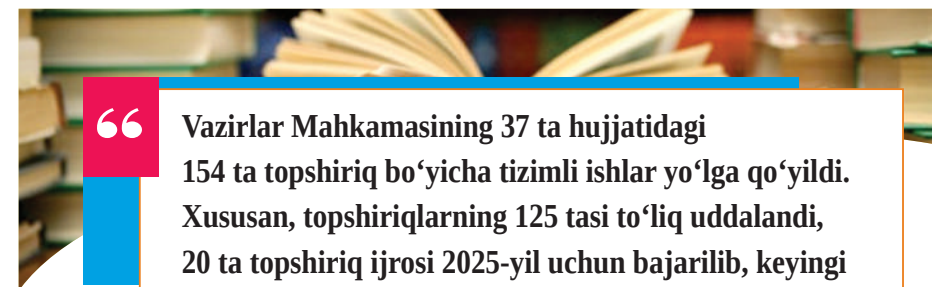 Vazirlar Mahkamasining 37 ta hujjatidagi
154 ta topshiriq bo‘yicha tizimli ishlar yo‘lga qo‘yildi.
Xususan, topshiriqlarning 125 tasi to‘liq uddalandi,
20 ta topshiriq ijrosi 2025-yil uchun bajarilib, keyingi